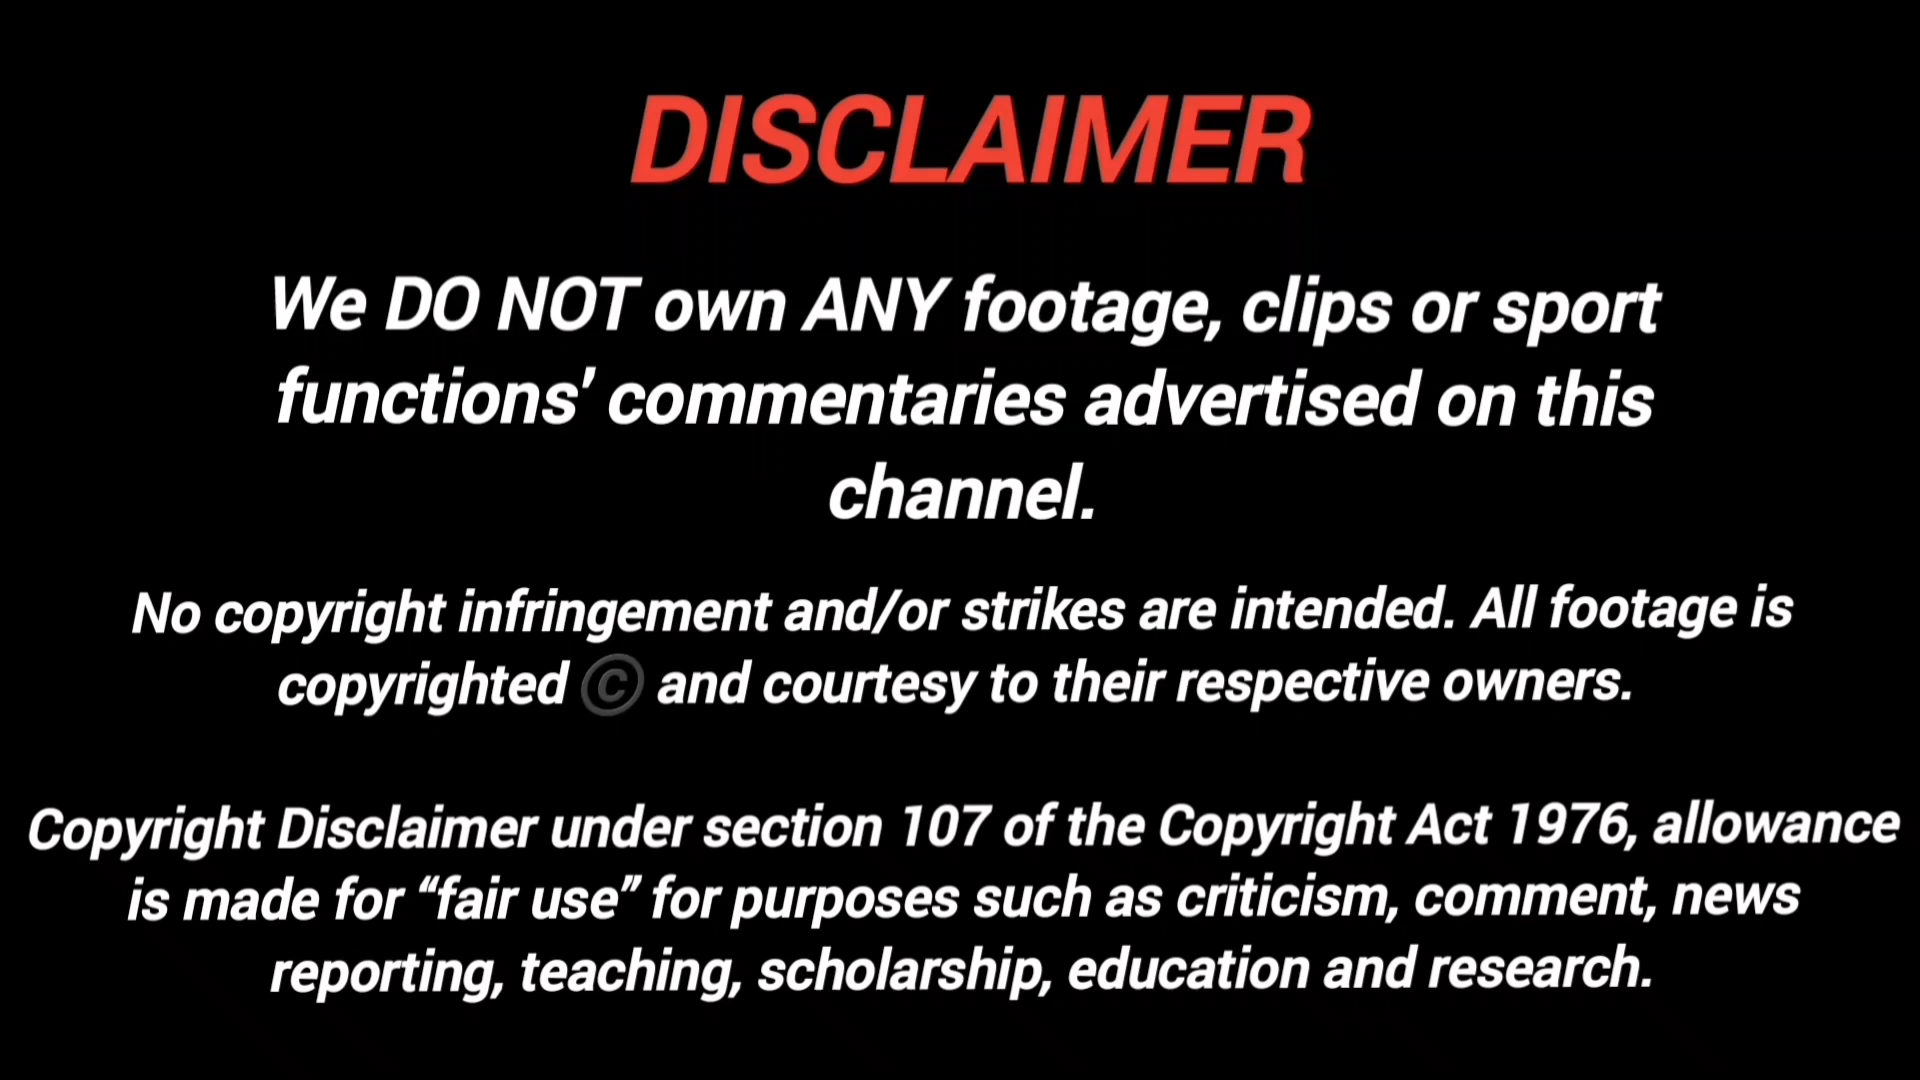 DISCLAIMER
We DO NOT own ANY footage, clips or sport
functions’ commentaries advertised on this
channel.
No copyright infringement and/or strikes are intended. All footage is
copyrighted © and courtesy to their respective owners.
Copyright Disclaimer under section 107 of the Copyright Act 1976, allowance
is made for “fair use” for purposes such as criticism, comment, news
reporting, teaching, scholarship, education and research.